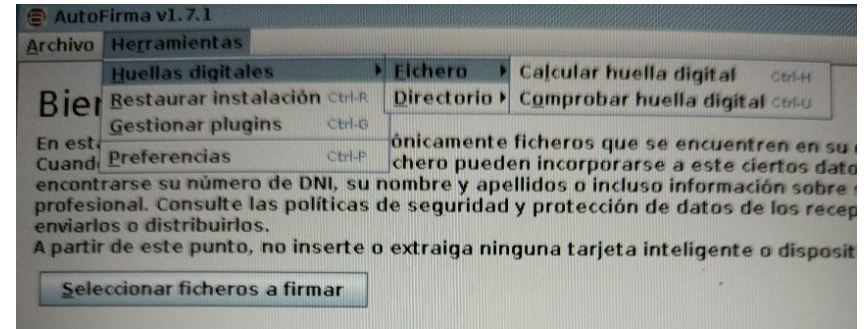 AutoFirma v1.7.1
Archivo Herramientas
Huellas digitales Fichero Calcular huella digital Ctrl-H
Restaurar instalación Ctrl-R Directorio Comprobar huella digital Ctrl-U
Gestionar plugins Ctrl-G
Preferencias Ctrl-P
Bier
En est ónicamente ficheros que se encuentren en su
Cuand chero pueden incorporarse a este ciertos dato
encontrarse su número de DNI, su nombre y apellidos o incluso información sobre
profesional. Consulte las políticas de seguridad y protección de datos de los recep
enviarlos o distribuirlos.
A partir de este punto, no inserte o extraiga ninguna tarjeta inteligente o disposit
Seleccionar ficheros a firmar